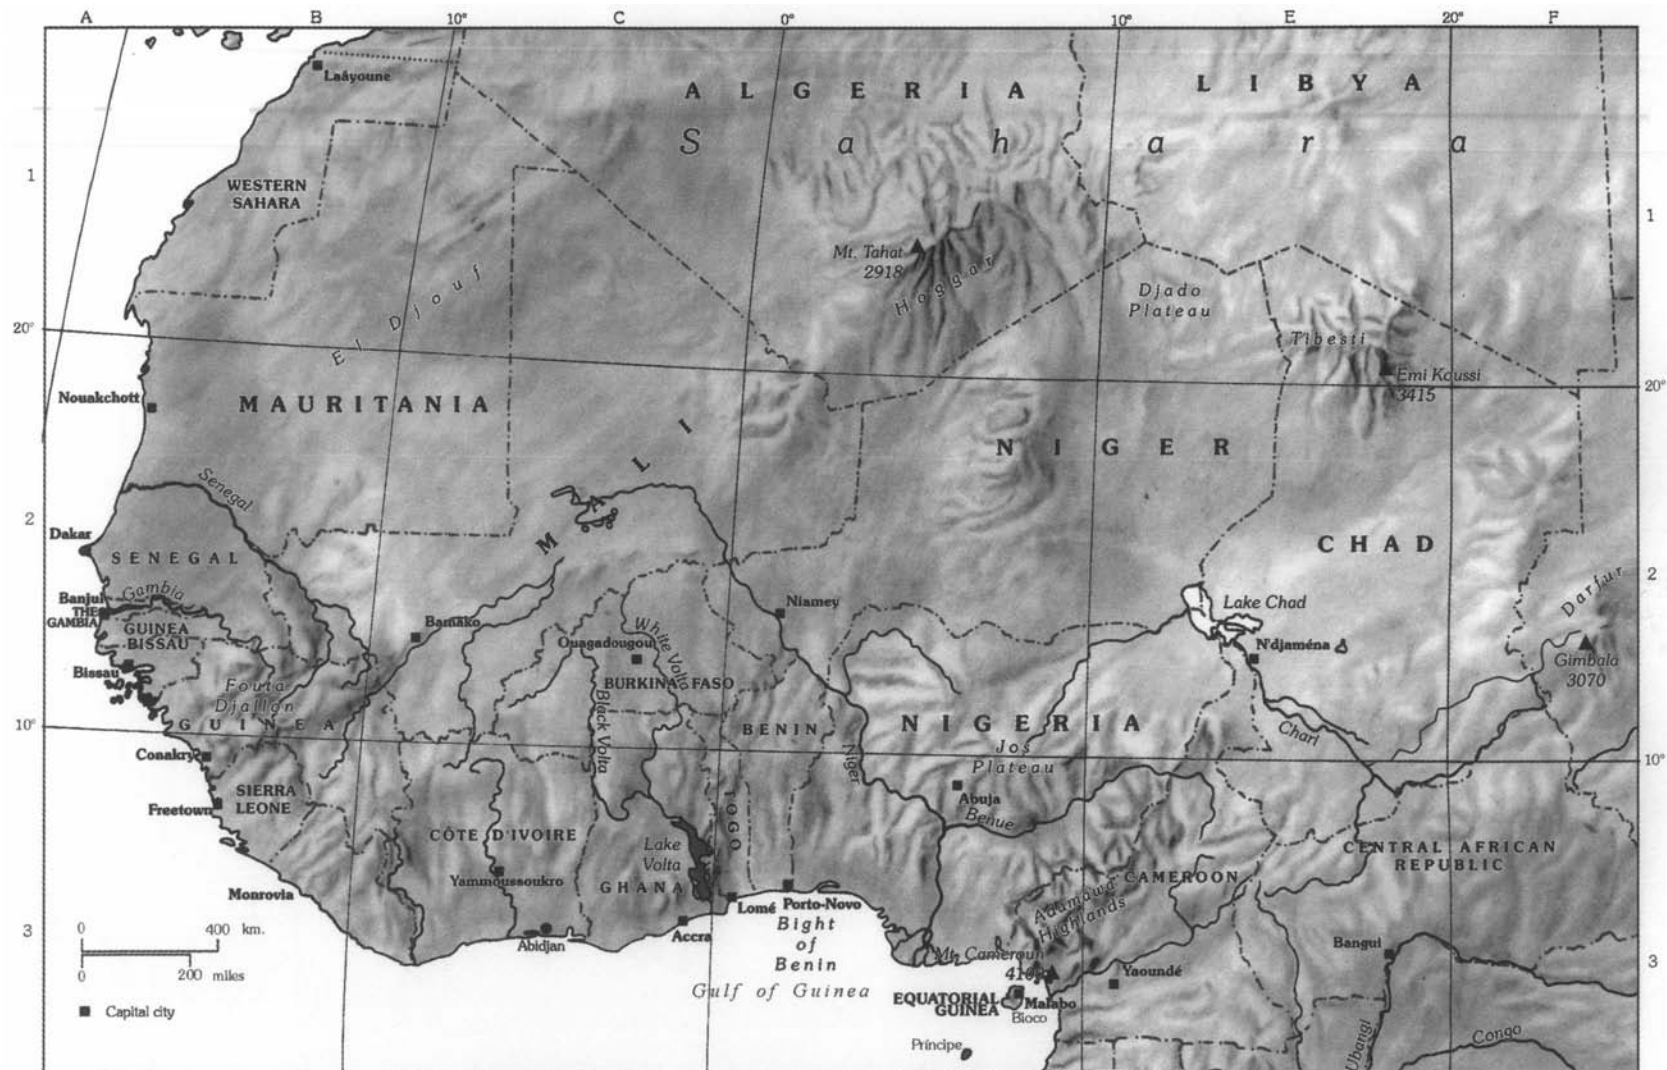 A B 10° C 0° 10° E 20° F
Laâyoune
A L G E R I A
L I B Y A
S a h a r a
1
WESTERN
SAHARA
1
Mt. Tahat
2918
Hoggar
El Djouf
Djado
Plateau
Tibesti
20°
Emi Koussi
3415
20°
Nouakchott
MAURITANIA
M A L I
N I G E R
Senegal
2
Dakar
SENEGAL
C H A D
2
Darfur
Gambia
Banjul
THE
GAMBIA
GUINEA
BISSAU
Bamako
Niamey
Lake Chad
White Volta
Ouagadougou
N'djaména
Gimbala
3070
Bissau
Fouta
Djallon
BURKINA FASO
Black Volta
10°
GUINEA
BENIN
NIGERIA
Chari
Niger
Jos
Plateau
10°
Conakry
SIERRA
LEONE
Freetown
Abuja
Benue
TOGO
CÔTE D'IVOIRE
Lake
Volta
CENTRAL AFRICAN
REPUBLIC
Yammoussoukro
GHANA
CAMEROON
Monrovia
Lomé
Porto-Novo
Adamawa
Highlands
3
0 400 km.
0 200 miles
Abidjan
Accra
Bight
of
Benin
Bangui
Mt. Cameroun
Yaoundé
3
Gulf of Guinea
EQUATORIAL
GUINEA
Malabo
Bioco
Capital city
Príncipe
Ubangi
Congo